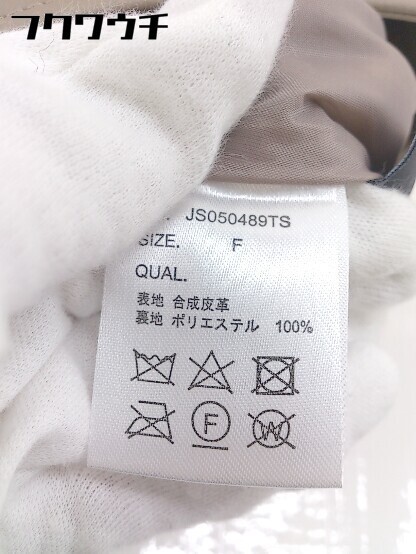 フクワウチ
JS050489TS
SIZE. F
QUAL.
表地 合成皮革
裏地 ポリエステル 100%
F
W